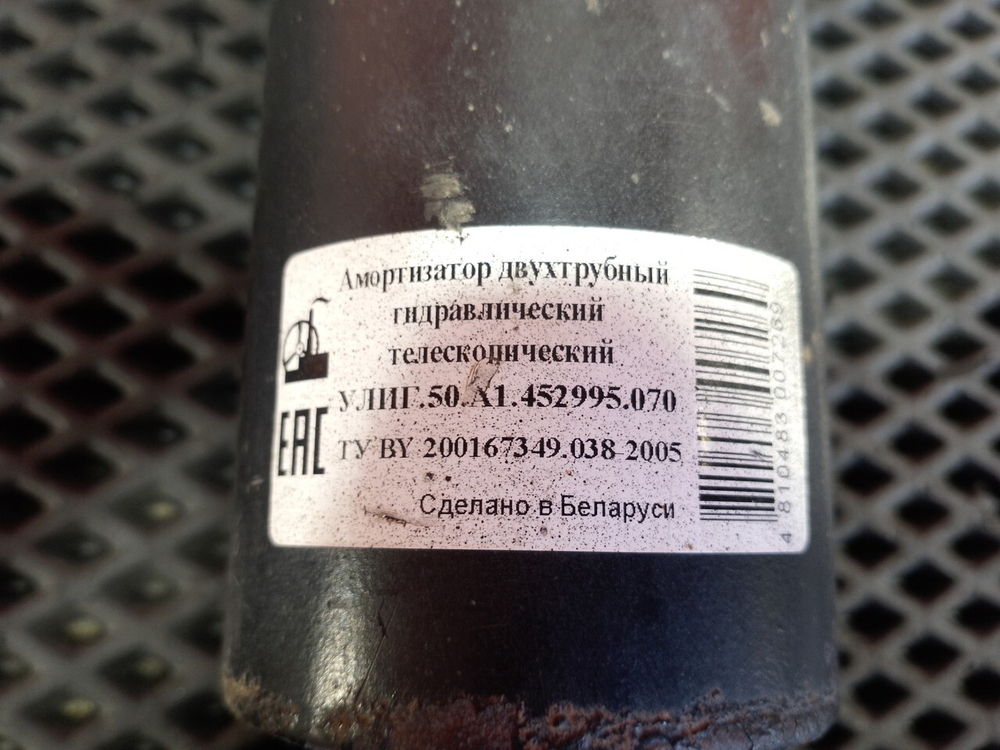 Амортизатор двухтрубный
гидравлический
телескопический
УЛИГ.50.А1.452995.070
ТУ BY 200167349.038-2005
Сделано в Беларуси
EAC
4 810483 007269